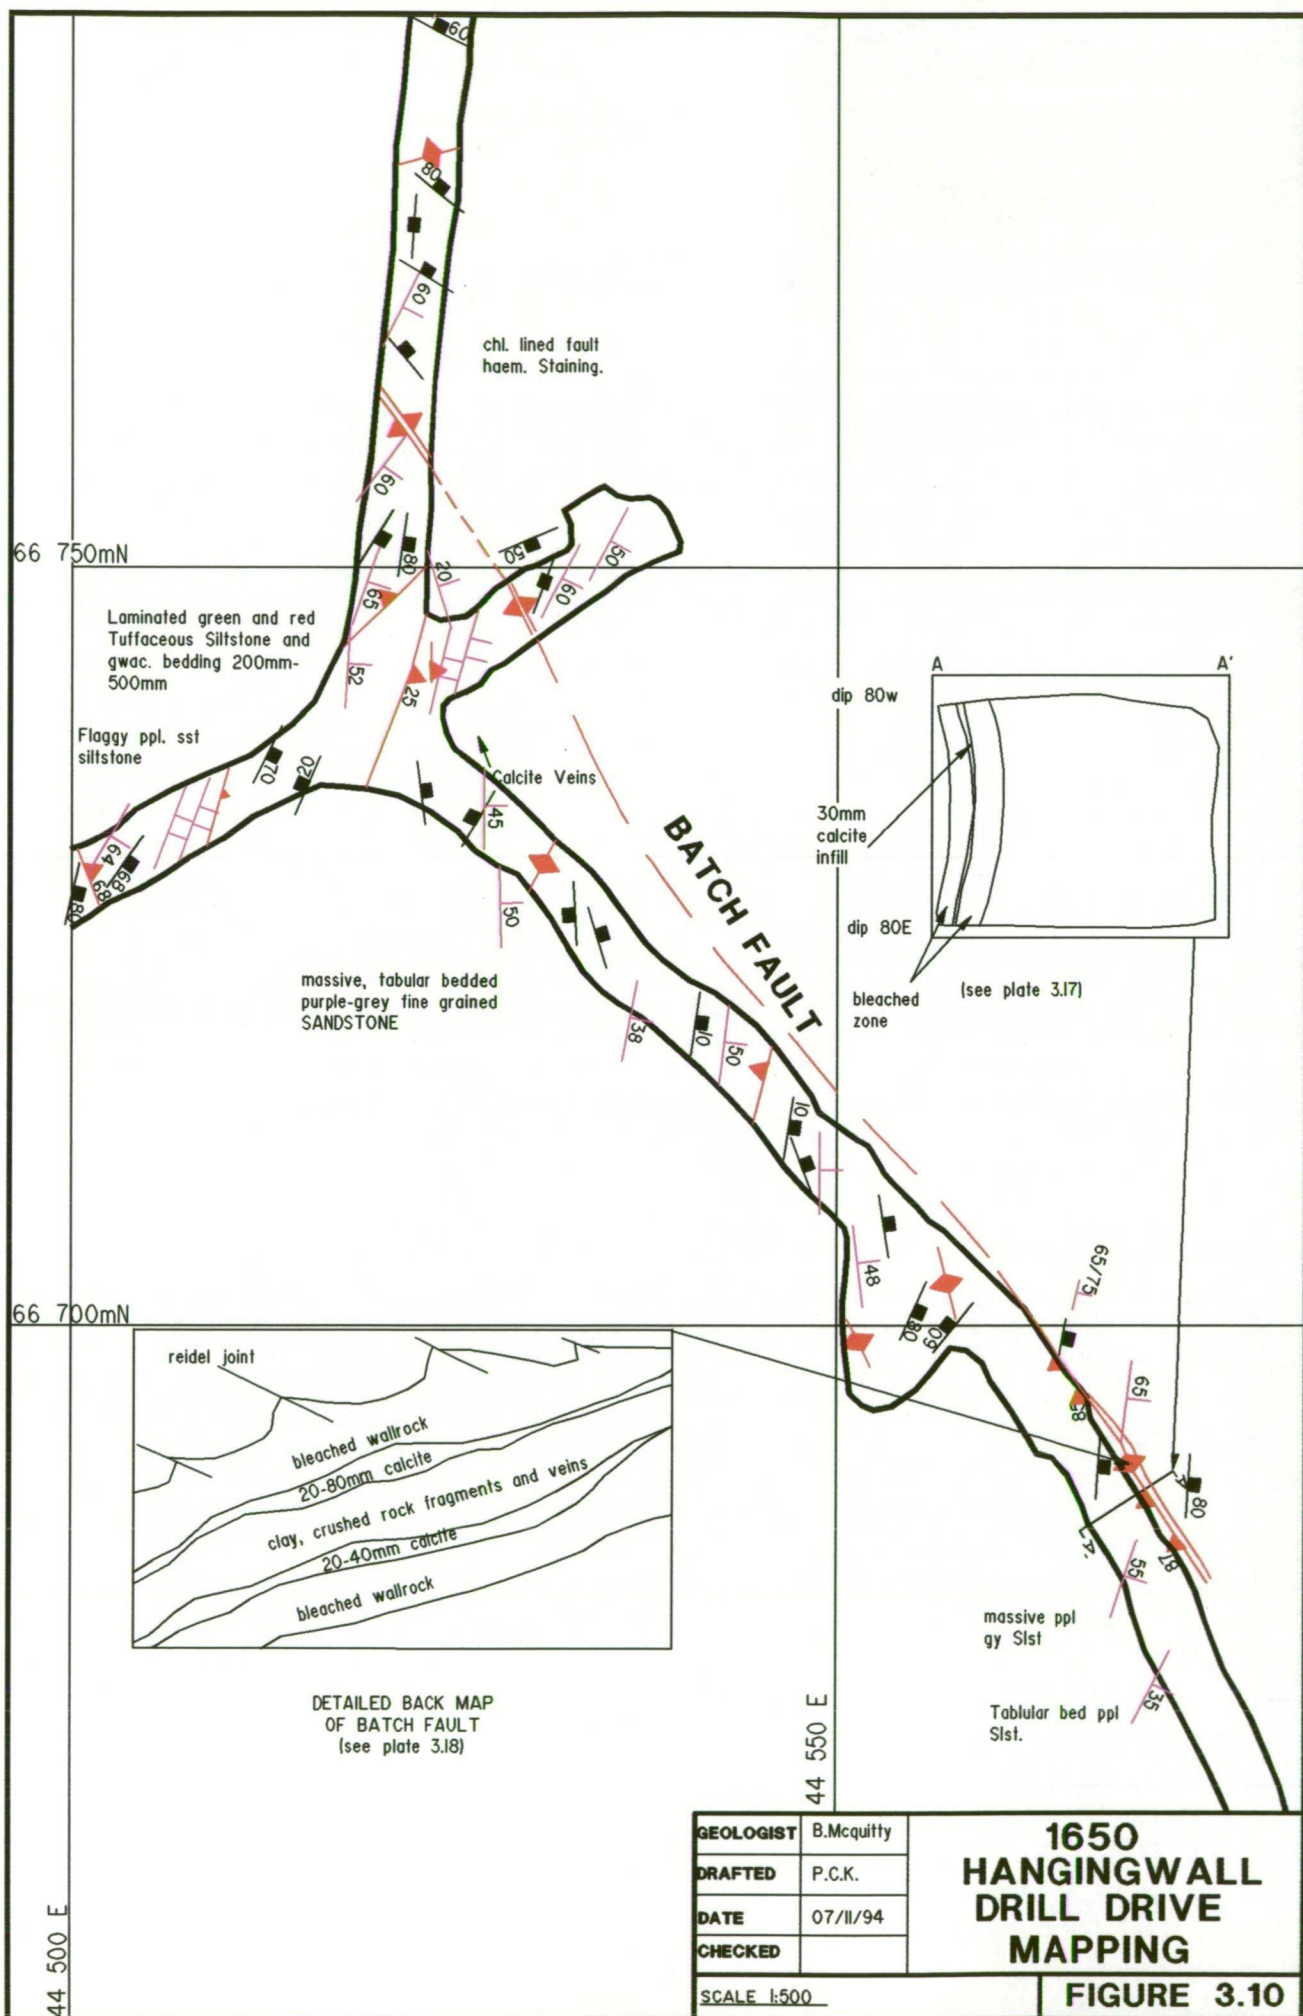 60
80
60
chl. lined fault
haem. Staining.
60
50
66 750mN
80
20
50
60
65
Laminated green and red
Tuffaceous Siltstone and
gwac. bedding 200mm-
500mm
52
25
A A'
dip 80w
Flaggy ppl. sst
siltstone
70
20
Calcite Veins
45
30mm
calcite
infill
64
68
68
80
50
BATCH FAULT
dip 80E
massive, tabular bedded
purple-grey fine grained
SANDSTONE
bleached
zone
(see plate 3.17)
38
10
50
10
48
65/75
66 700mN
80
60
reidel joint
65
58
bleached wallrock
20-80mm calcite
clay, crushed rock fragments and veins
20-40mm calcite
bleached wallrock
A
80
A'
87
55
massive ppl
gy Slst
35
DETAILED BACK MAP
OF BATCH FAULT
(see plate 3.18)
Tablular bed ppl
Slst.
44 550 E
44 500 E
GEOLOGIST B.Mcquitty
DRAFTED P.C.K.
DATE 07/11/94
CHECKED
1650
HANGINGWALL
DRILL DRIVE
MAPPING
SCALE 1:500
FIGURE 3.10